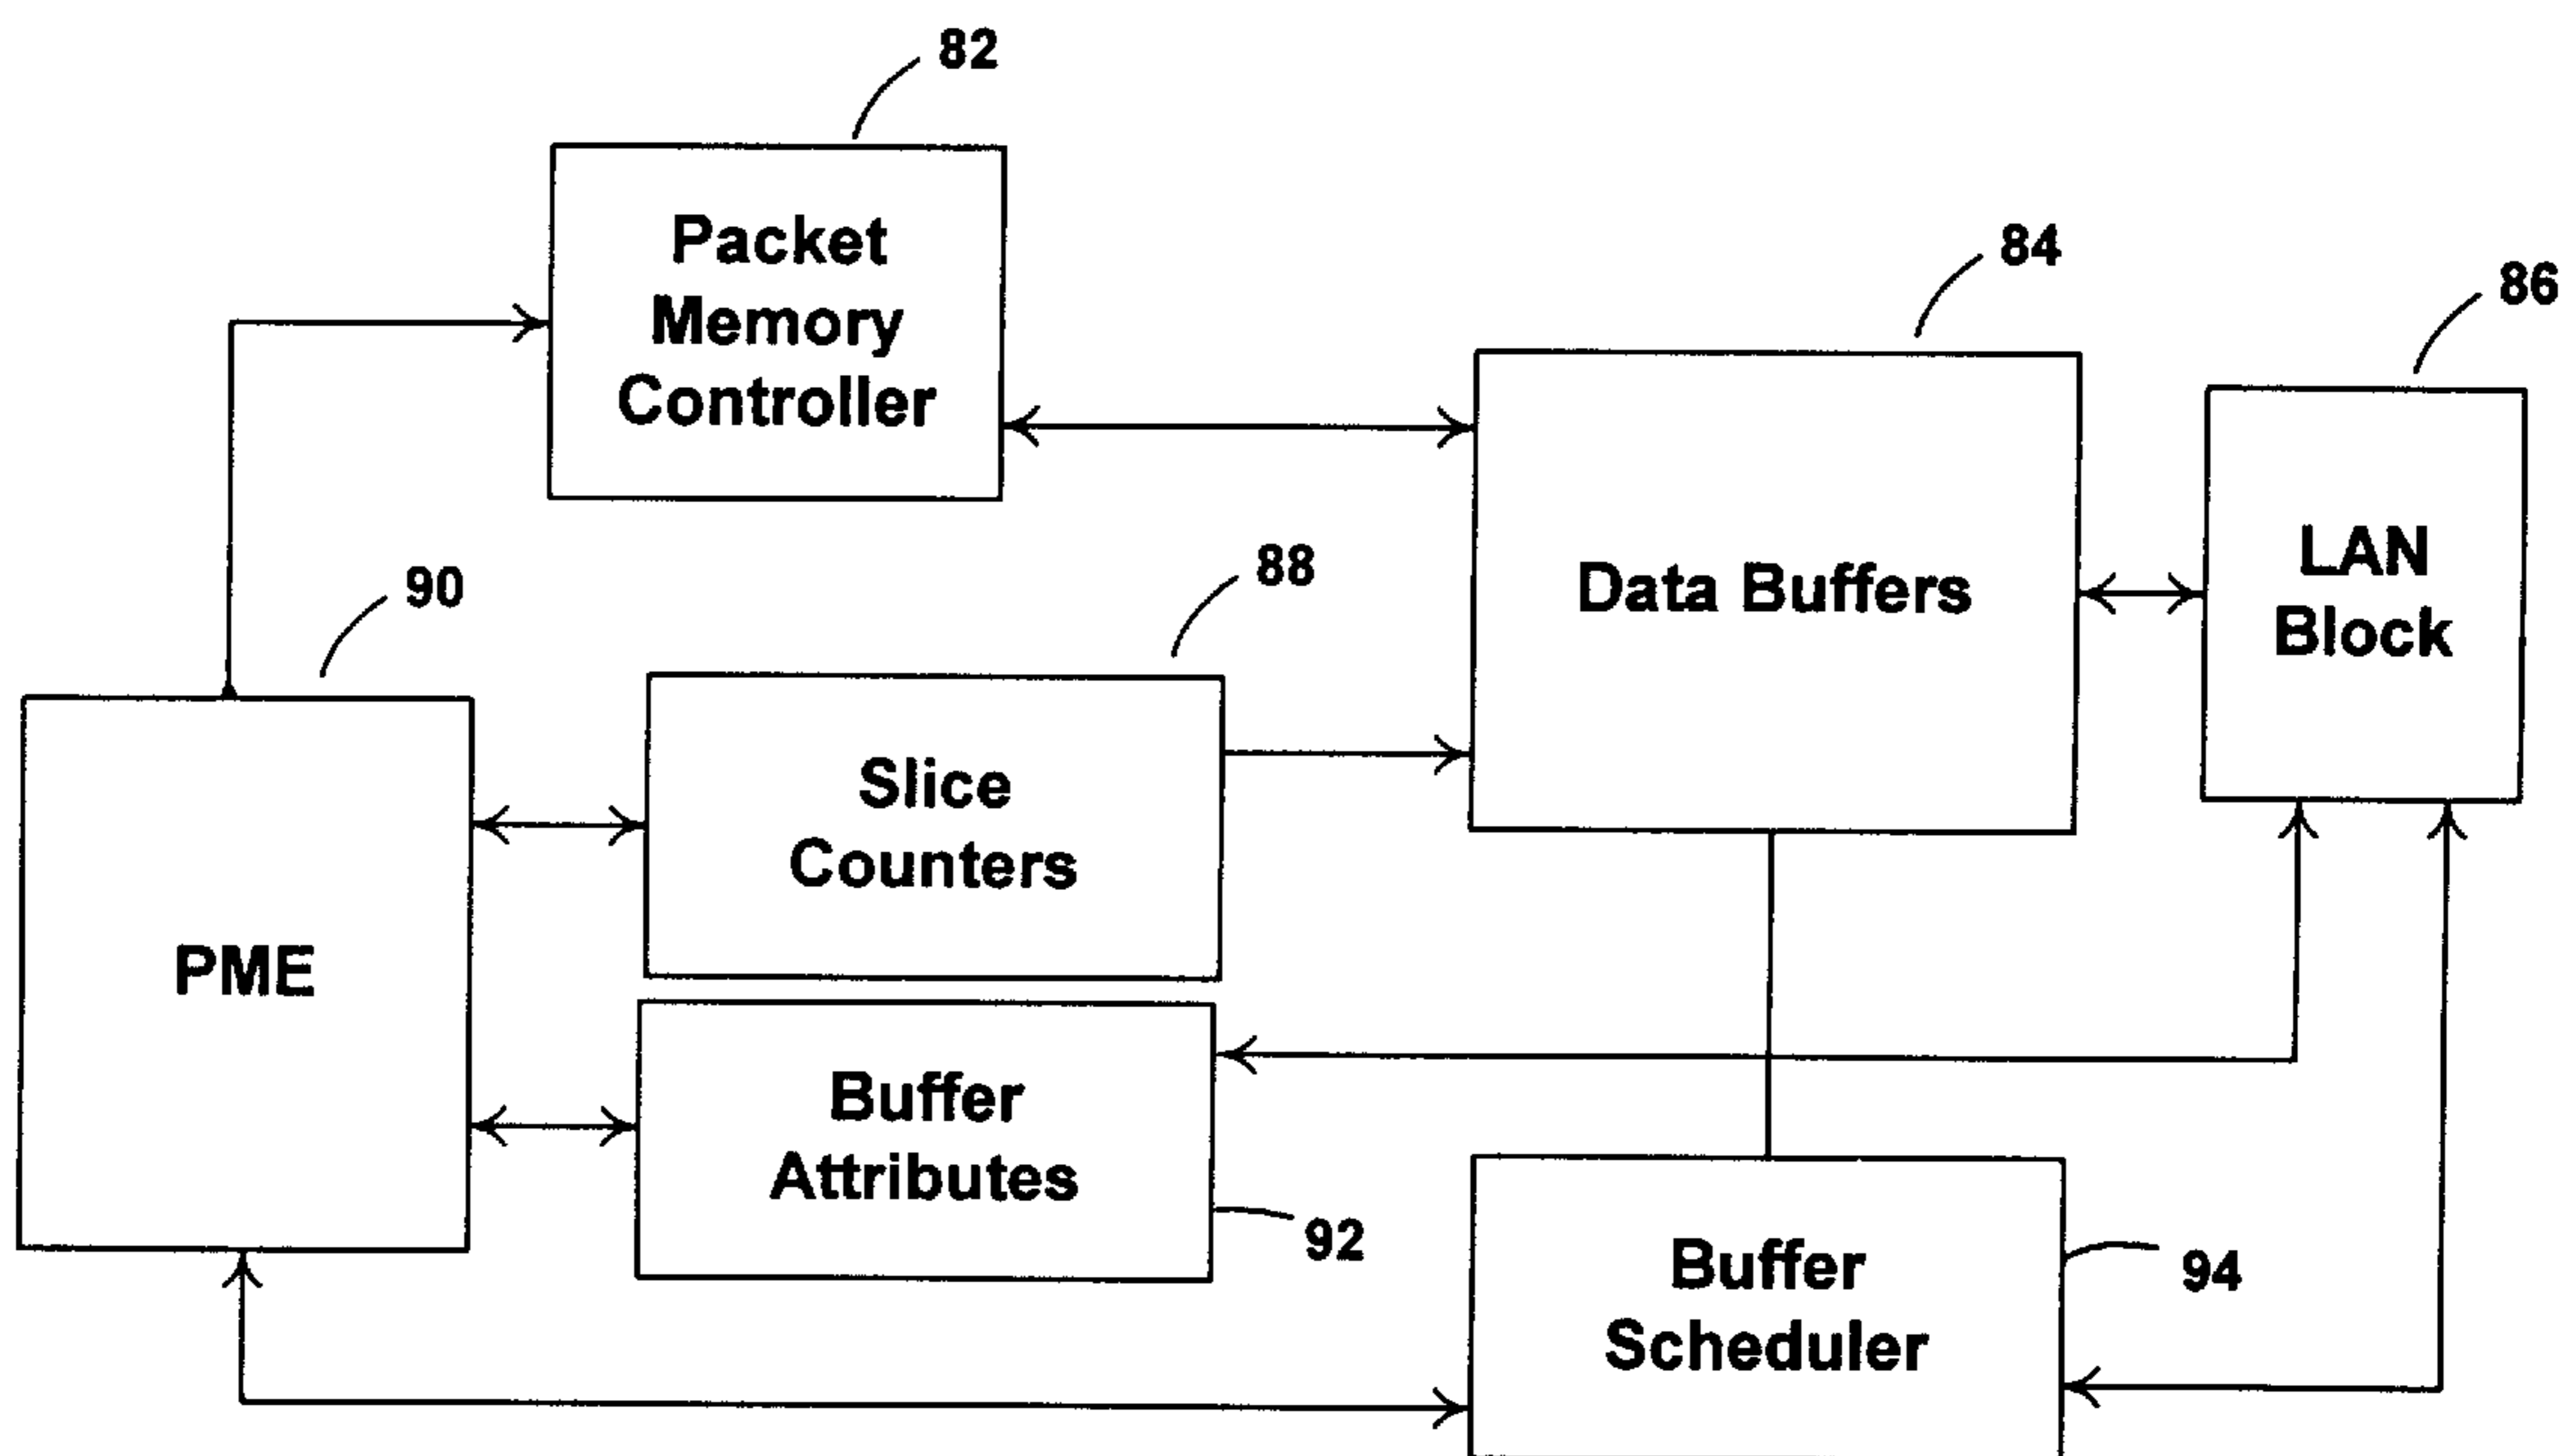 82
Packet
Memory
Controller
84
86
Data Buffers
LAN
Block
88
90
Slice
Counters
PME
Buffer
Attributes
92
Buffer
Scheduler
94